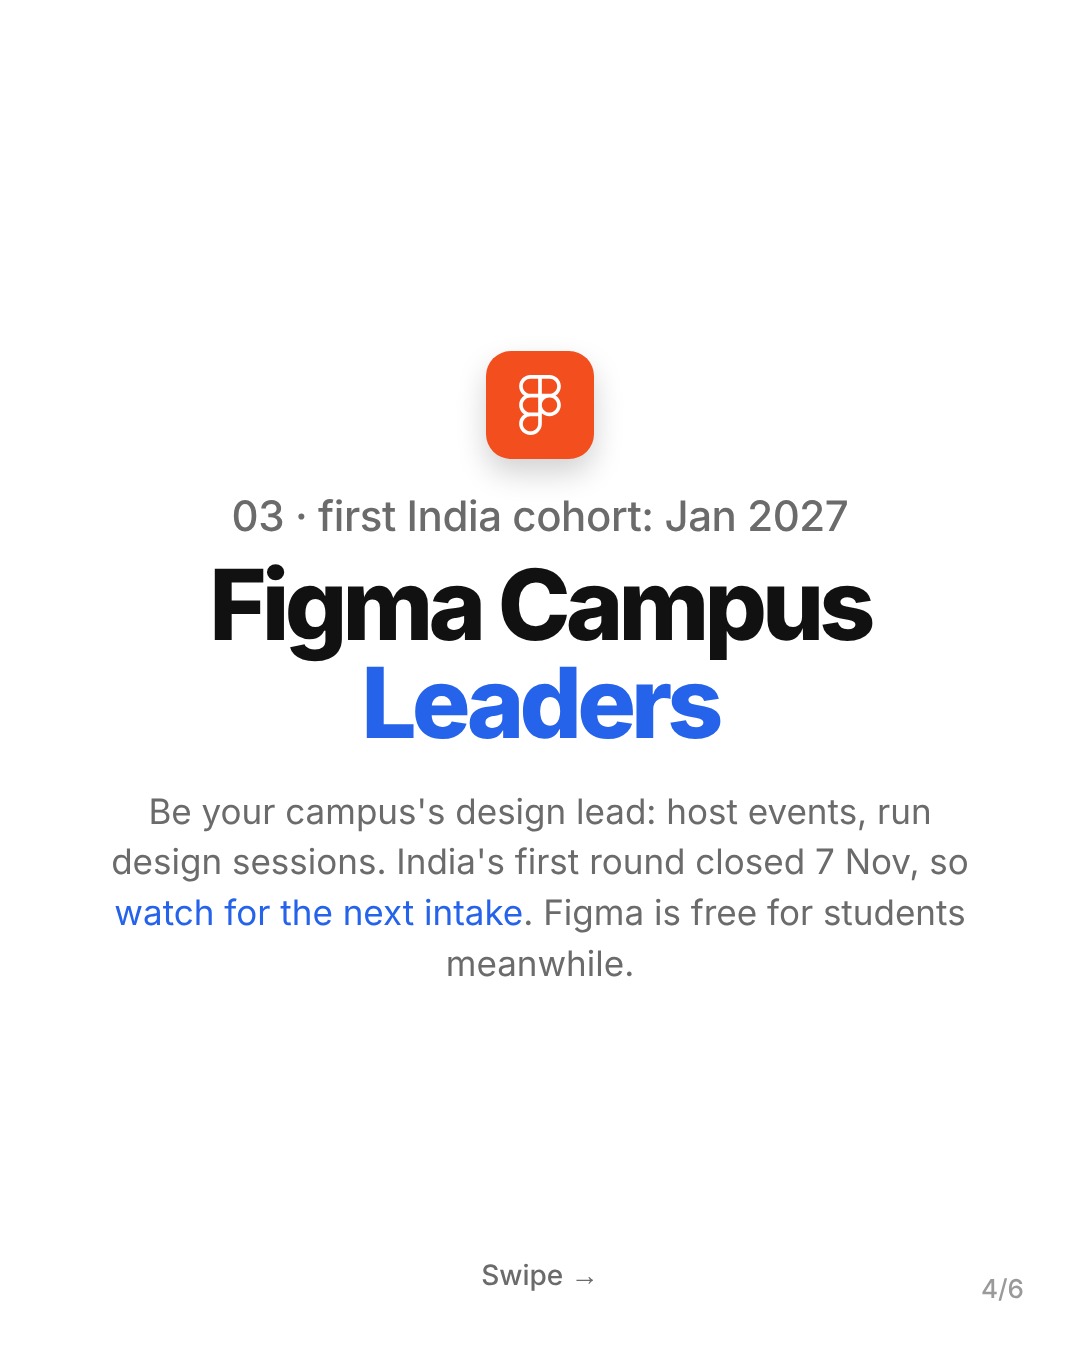 03 · first India cohort: Jan 2027
Figma Campus
Leaders
Be your campus's design lead: host events, run
design sessions. India's first round closed 7 Nov, so
watch for the next intake. Figma is free for students
meanwhile.
Swipe →
4/6